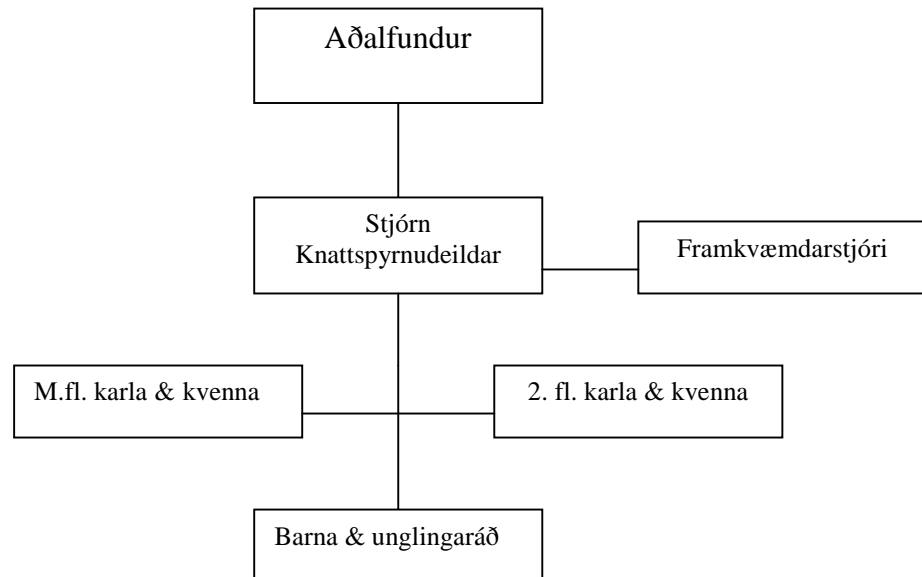 Aðalfundur
Stjórn
Knattspyrnudeildar
Framkvæmdarstjóri
M.fl. karla & kvenna
2. fl. karla & kvenna
Barna & unglingaráð